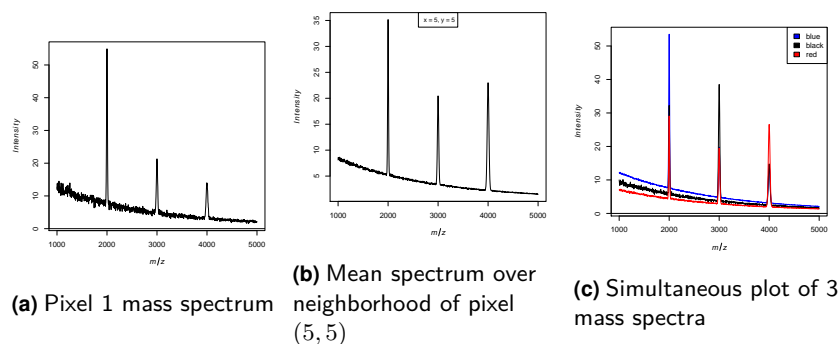 50
40
30
20
10
0
Intensity
1000 2000 3000 4000 5000
m/z
(a) Pixel 1 mass spectrum
x = 5, y = 5
35
30
25
20
15
10
5
Intensity
1000 2000 3000 4000 5000
m/z
(b) Mean spectrum over
neighborhood of pixel
(5, 5)
blue
black
red
50
40
30
20
10
0
Intensity
1000 2000 3000 4000 5000
m/z
(c) Simultaneous plot of 3
mass spectra